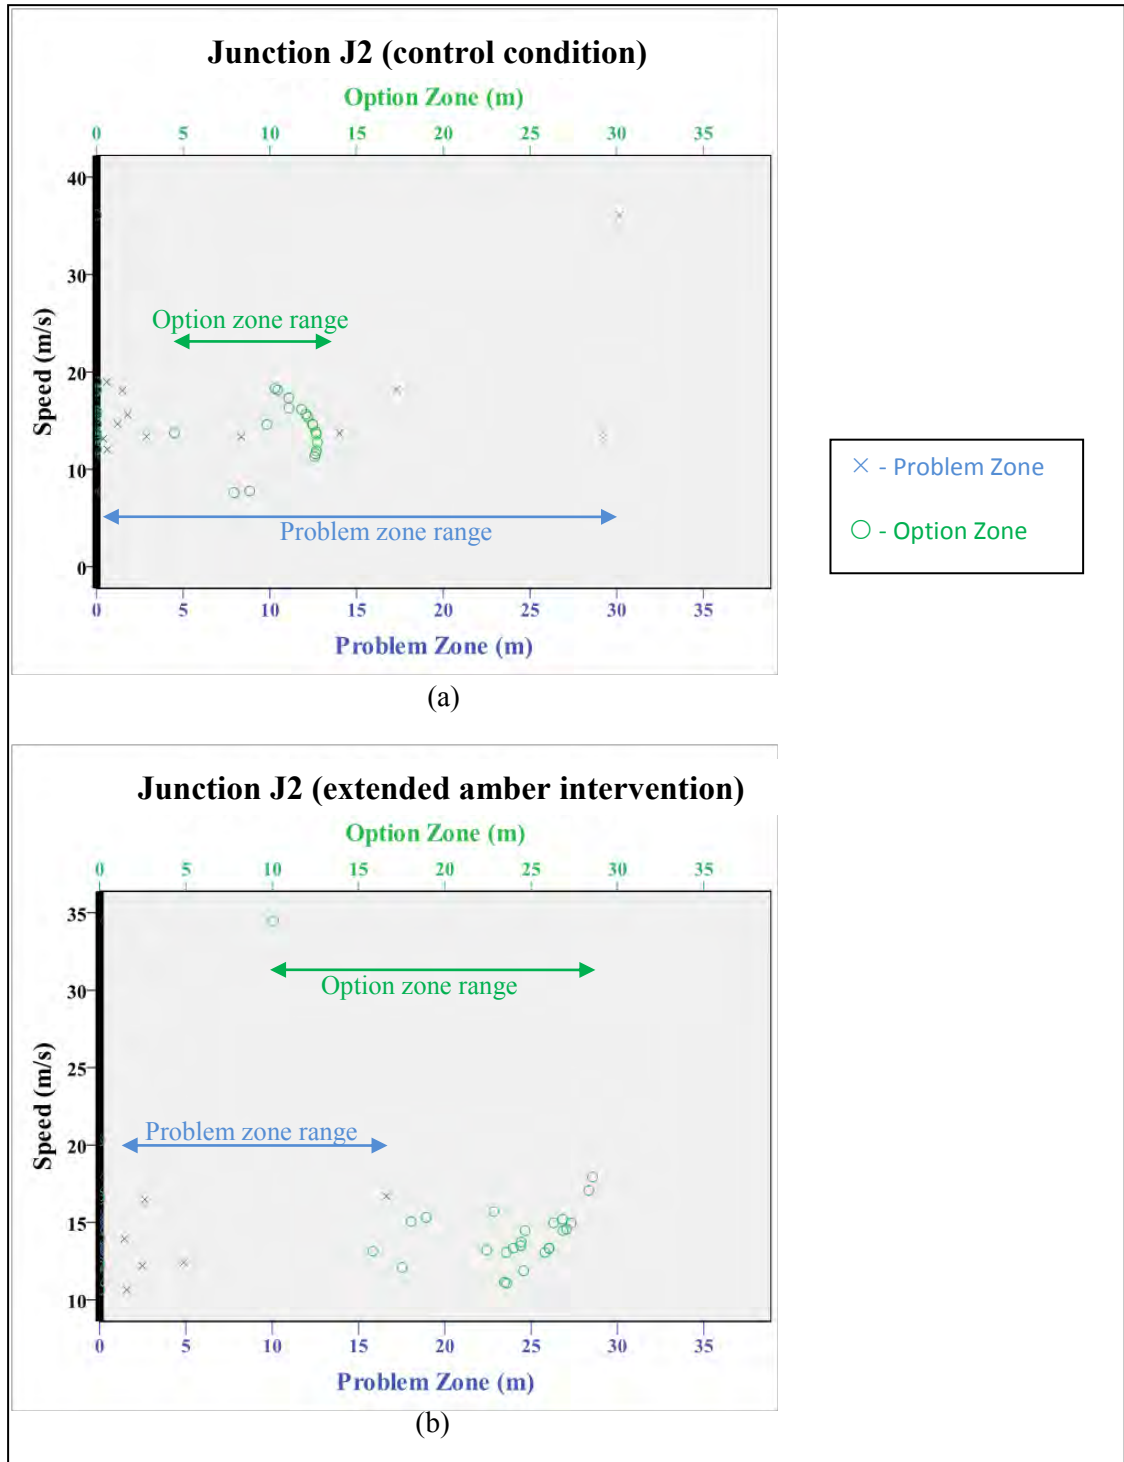 Junction J2 (control condition)
Option Zone (m)
0 5 10 15 20 25 30 35
40
30
Speed (m/s)
Option zone range
20
10
Problem zone range
0
0 5 10 15 20 25 30 35
Problem Zone (m)
(a)
× - Problem Zone
○ - Option Zone
Junction J2 (extended amber intervention)
Option Zone (m)
0 5 10 15 20 25 30 35
35
Option zone range
30
25
Speed (m/s)
Problem zone range
20
15
10
0 5 10 15 20 25 30 35
Problem Zone (m)
(b)